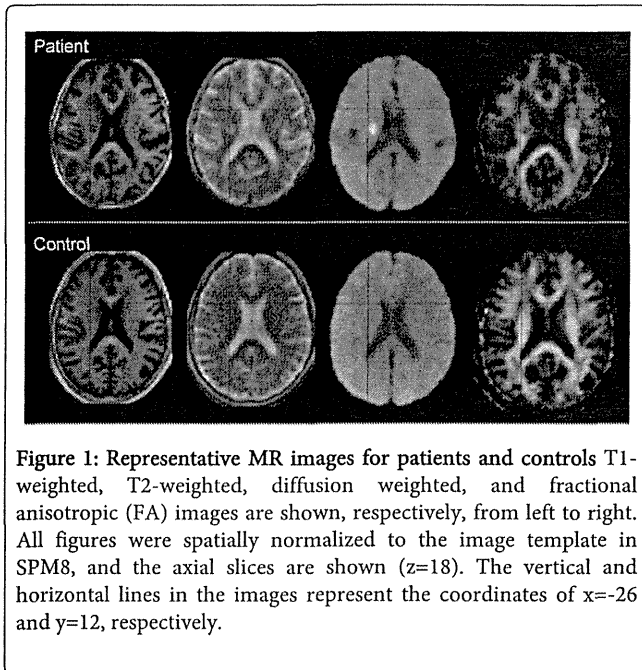 Patient
Control
Figure 1: Representative MR images for patients and controls T1-
weighted, T2-weighted, diffusion weighted, and fractional
anisotropic (FA) images are shown, respectively, from left to right.
All figures were spatially normalized to the image template in
SPM8, and the axial slices are shown (z=18). The vertical and
horizontal lines in the images represent the coordinates of x=-26
and y=12, respectively.